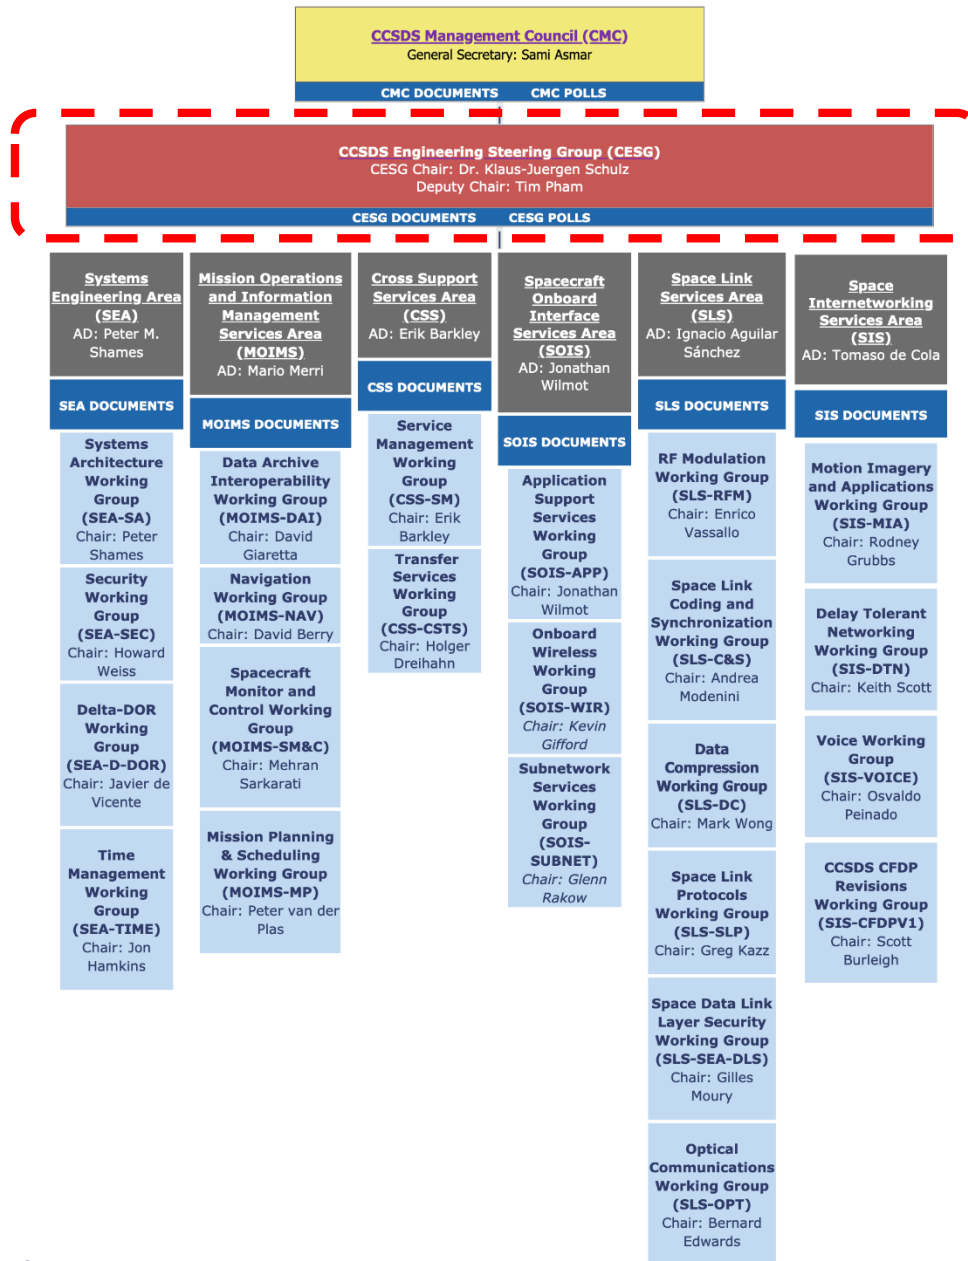 CCSDS Management Council (CMC)
General Secretary: Sami Asmar
CMC DOCUMENTS CMC POLLS
CCSDS Engineering Steering Group (CESG)
CESG Chair: Dr. Klaus-Juergen Schulz
Deputy Chair: Tim Pham
CESG DOCUMENTS CESG POLLS
Systems
Engineering Area
(SEA)
AD: Peter M.
Shames
SEA DOCUMENTS
Systems
Architecture
Working
Group
(SEA-SA)
Chair: Peter
Shames
Security
Working
Group
(SEA-SEC)
Chair: Howard
Weiss
Delta-DOR
Working
Group
(SEA-D-DOR)
Chair: Javier de
Vicente
Time
Management
Working
Group
(SEA-TIME)
Chair: Jon
Hamkins
Mission Operations
and Information
Management
Services Area
(MOIMS)
AD: Mario Merri
MOIMS DOCUMENTS
Data Archive
Interoperability
Working Group
(MOIMS-DAI)
Chair: David
Giaretta
Navigation
Working Group
(MOIMS-NAV)
Chair: David Berry
Spacecraft
Monitor and
Control Working
Group
(MOIMS-SM&C)
Chair: Mehran
Sarkarati
Mission Planning
& Scheduling
Working Group
(MOIMS-MP)
Chair: Peter van der
Plas
Cross Support
Services Area
(CSS)
AD: Erik Barkley
CSS DOCUMENTS
Service
Management
Working
Group
(CSS-SM)
Chair: Erik
Barkley
Transfer
Services
Working
Group
(CSS-CSTS)
Chair: Holger
Dreihahn
Spacecraft
Onboard
Interface
Services Area
(SOIS)
AD: Jonathan
Wilmot
SOIS DOCUMENTS
Application
Support
Services
Working
Group
(SOIS-APP)
Chair: Jonathan
Wilmot
Onboard
Wireless
Working
Group
(SOIS-WIR)
Chair: Kevin
Gifford
Subnetwork
Services
Working
Group
(SOIS-
SUBNET)
Chair: Glenn
Rakow
Space Link
Services Area
(SLS)
AD: Ignacio Aguilar
Sánchez
SLS DOCUMENTS
RF Modulation
Working Group
(SLS-RFM)
Chair: Enrico
Vassallo
Space Link
Coding and
Synchronization
Working Group
(SLS-C&S)
Chair: Andrea
Modenini
Data
Compression
Working Group
(SLS-DC)
Chair: Mark Wong
Space Link
Protocols
Working Group
(SLS-SLP)
Chair: Greg Kazz
Space Data Link
Layer Security
Working Group
(SLS-SEA-DLS)
Chair: Gilles
Moury
Optical
Communications
Working Group
(SLS-OPT)
Chair: Bernard
Edwards
Space
Internetworking
Services Area
(SIS)
AD: Tomaso de Cola
SIS DOCUMENTS
Motion Imagery
and Applications
Working Group
(SIS-MIA)
Chair: Rodney
Grubbs
Delay Tolerant
Networking
Working Group
(SIS-DTN)
Chair: Keith Scott
Voice Working
Group
(SIS-VOICE)
Chair: Osvaldo
Peinado
CCSDS CFDP
Revisions
Working Group
(SIS-CFDPV1)
Chair: Scott
Burleigh